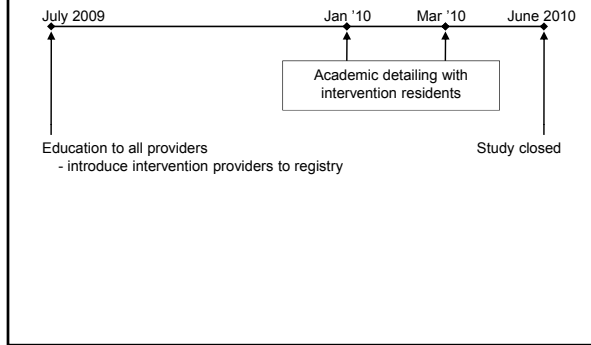 July 2009 Jan '10 Mar '10 June 2010
Academic detailing with
intervention residents
Education to all providers
- introduce intervention providers to registry
Study closed